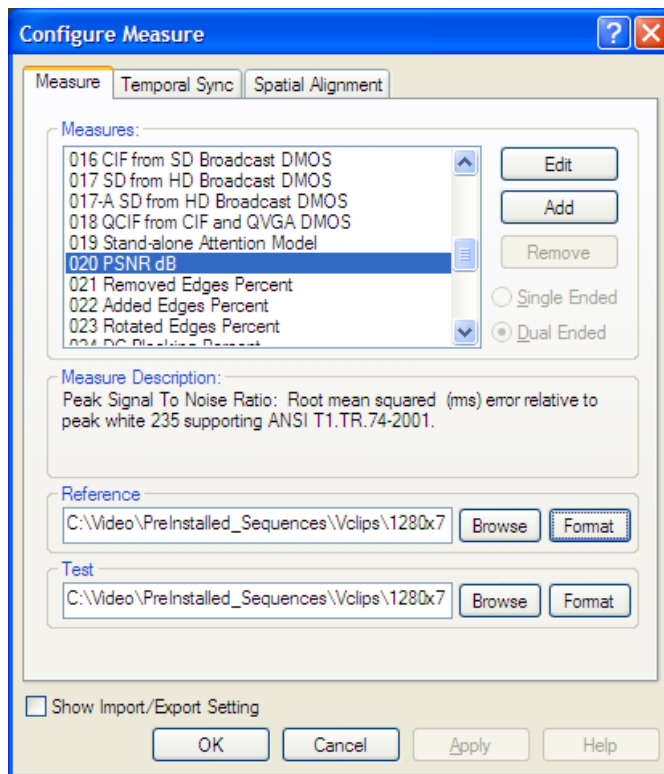 Configure Measure
Measure
Temporal Sync
Spatial Alignment
Measures:
016 CIF from SD Broadcast DMOS
017 SD from HD Broadcast DMOS
017-A SD from HD Broadcast DMOS
018 QCIF from CIF and QVGA DMOS
019 Stand-alone Attention Model
020 PSNR dB
021 Removed Edges Percent
022 Added Edges Percent
023 Rotated Edges Percent
024 DC Blocking Percent
Edit
Add
Remove
Single Ended
Dual Ended
Measure Description:
Peak Signal To Noise Ratio: Root mean squared (rms) error relative to
peak white 235 supporting ANSI T1.TR.74-2001.
Reference
C:\Video\PreInstalled_Sequences\Vclips\1280x7
Browse
Format
Test
C:\Video\PreInstalled_Sequences\Vclips\1280x7
Browse
Format
Show Import/Export Setting
OK
Cancel
Apply
Help